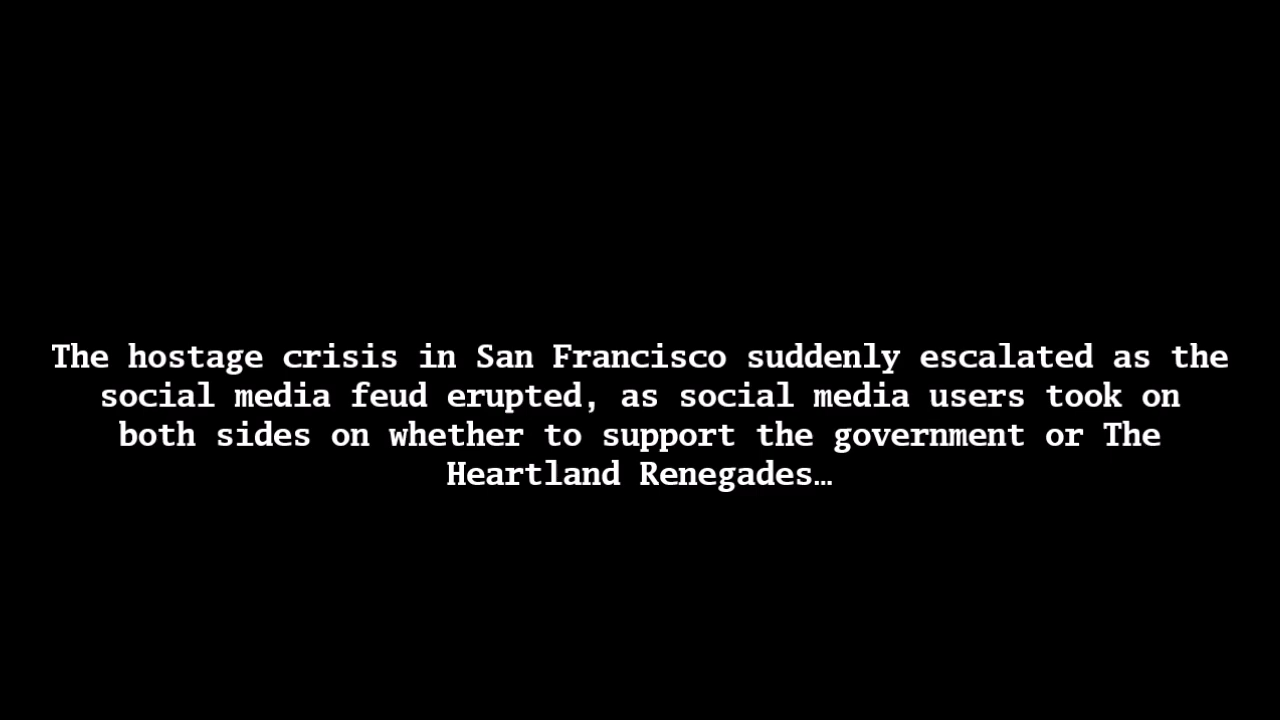 The hostage crisis in San Francisco suddenly escalated as the
social media feud erupted, as social media users took on
both sides on whether to support the government or The
Heartland Renegades…